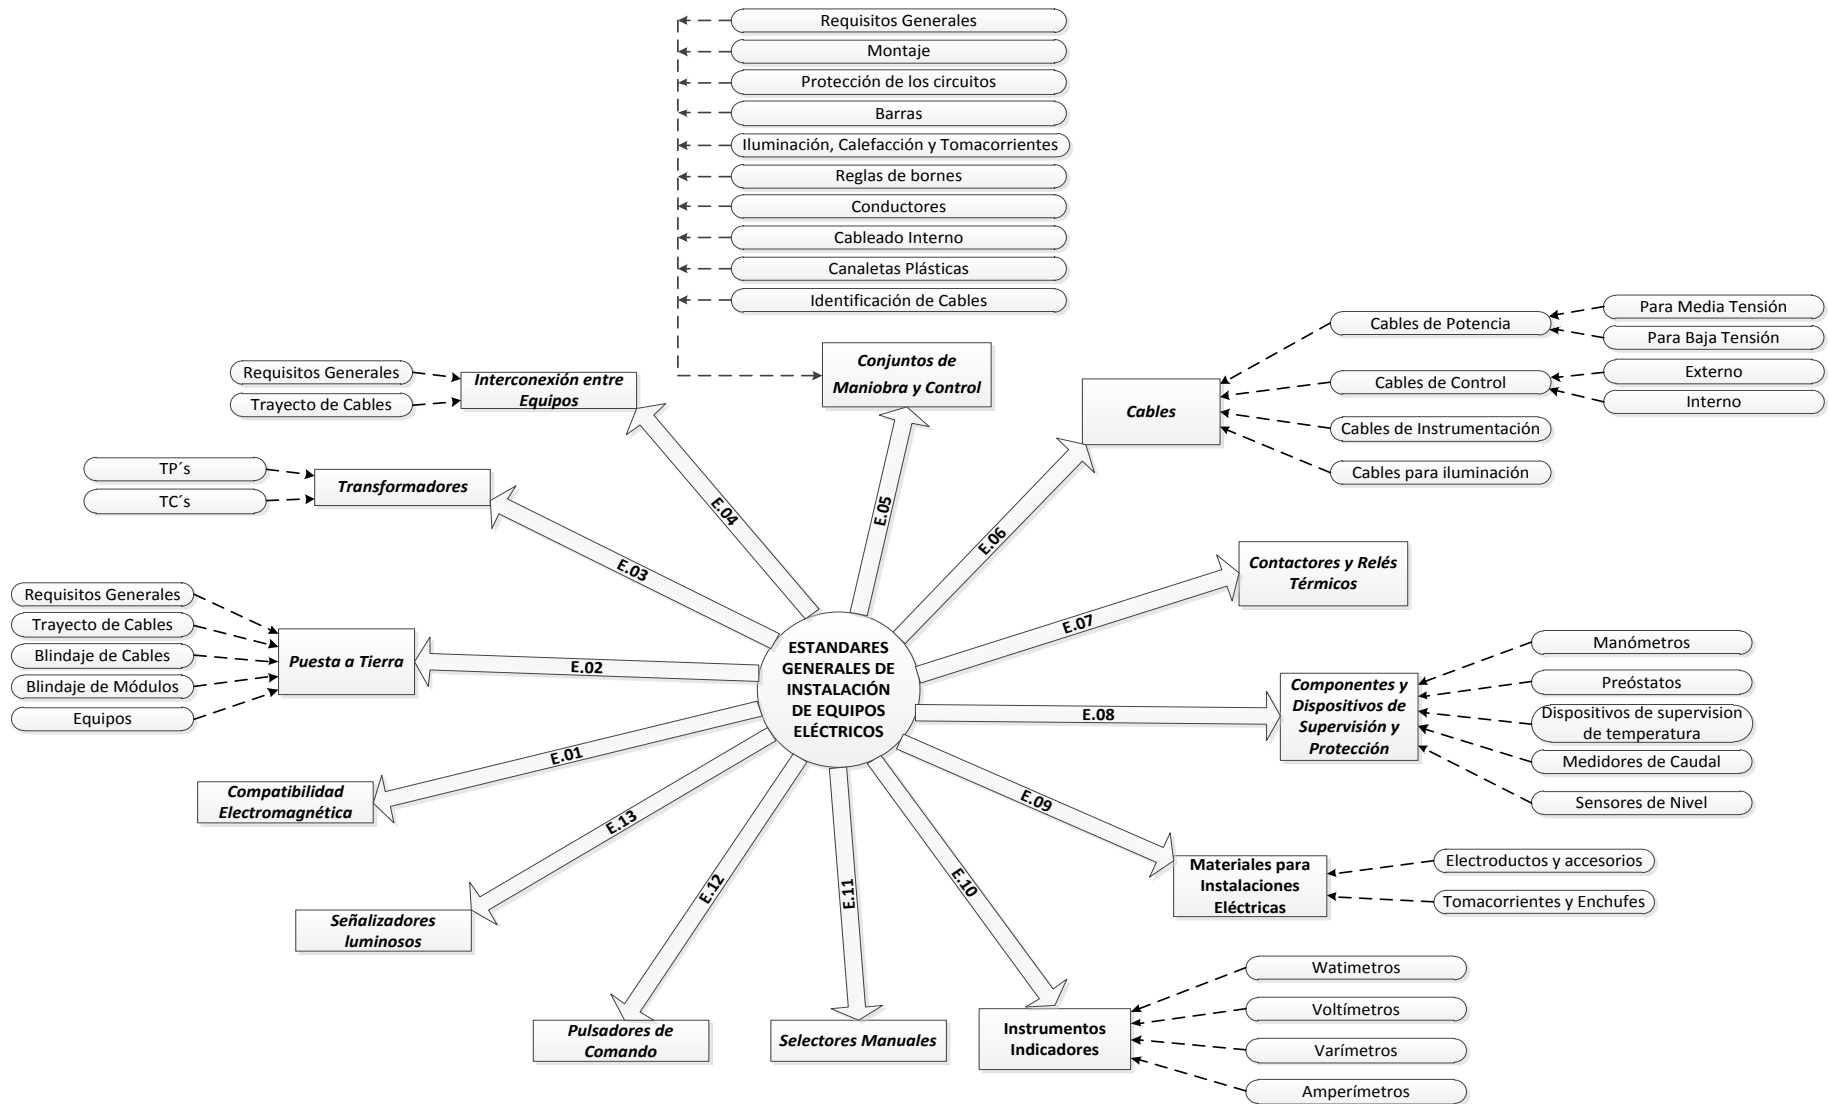 Requisitos Generales
Montaje
Protección de los circuitos
Barras
Iluminación, Calefacción y Tomacorrientes
Reglas de bornes
Conductores
Cableado Interno
Canaletas Plásticas
Identificación de Cables
Conjuntos de
Maniobra y Control
E.05
Requisitos Generales
Trayecto de Cables
Interconexión entre
Equipos
E.04
TP´s
TC´s
Transformadores
E.03
Requisitos Generales
Trayecto de Cables
Blindaje de Cables
Blindaje de Módulos
Equipos
Puesta a Tierra
E.02
Compatibilidad
Electromagnética
E.01
Señalizadores
luminosos
E.13
Pulsadores de
Comando
E.12
Selectores Manuales
E.11
ESTANDARES
GENERALES DE
INSTALACIÓN
DE EQUIPOS
ELÉCTRICOS
E.06
Cables
Cables de Potencia
Para Media Tensión
Para Baja Tensión
Cables de Control
Externo
Interno
Cables de Instrumentación
Cables para iluminación
E.07
Contactores y Relés
Térmicos
E.08
Componentes y
Dispositivos de
Supervisión y
Protección
Manómetros
Preóstatos
Dispositivos de supervision
de temperatura
Medidores de Caudal
Sensores de Nivel
E.09
Materiales para
Instalaciones
Eléctricas
Electroductos y accesorios
Tomacorrientes y Enchufes
E.10
Instrumentos
Indicadores
Watimetros
Voltímetros
Varímetros
Amperímetros